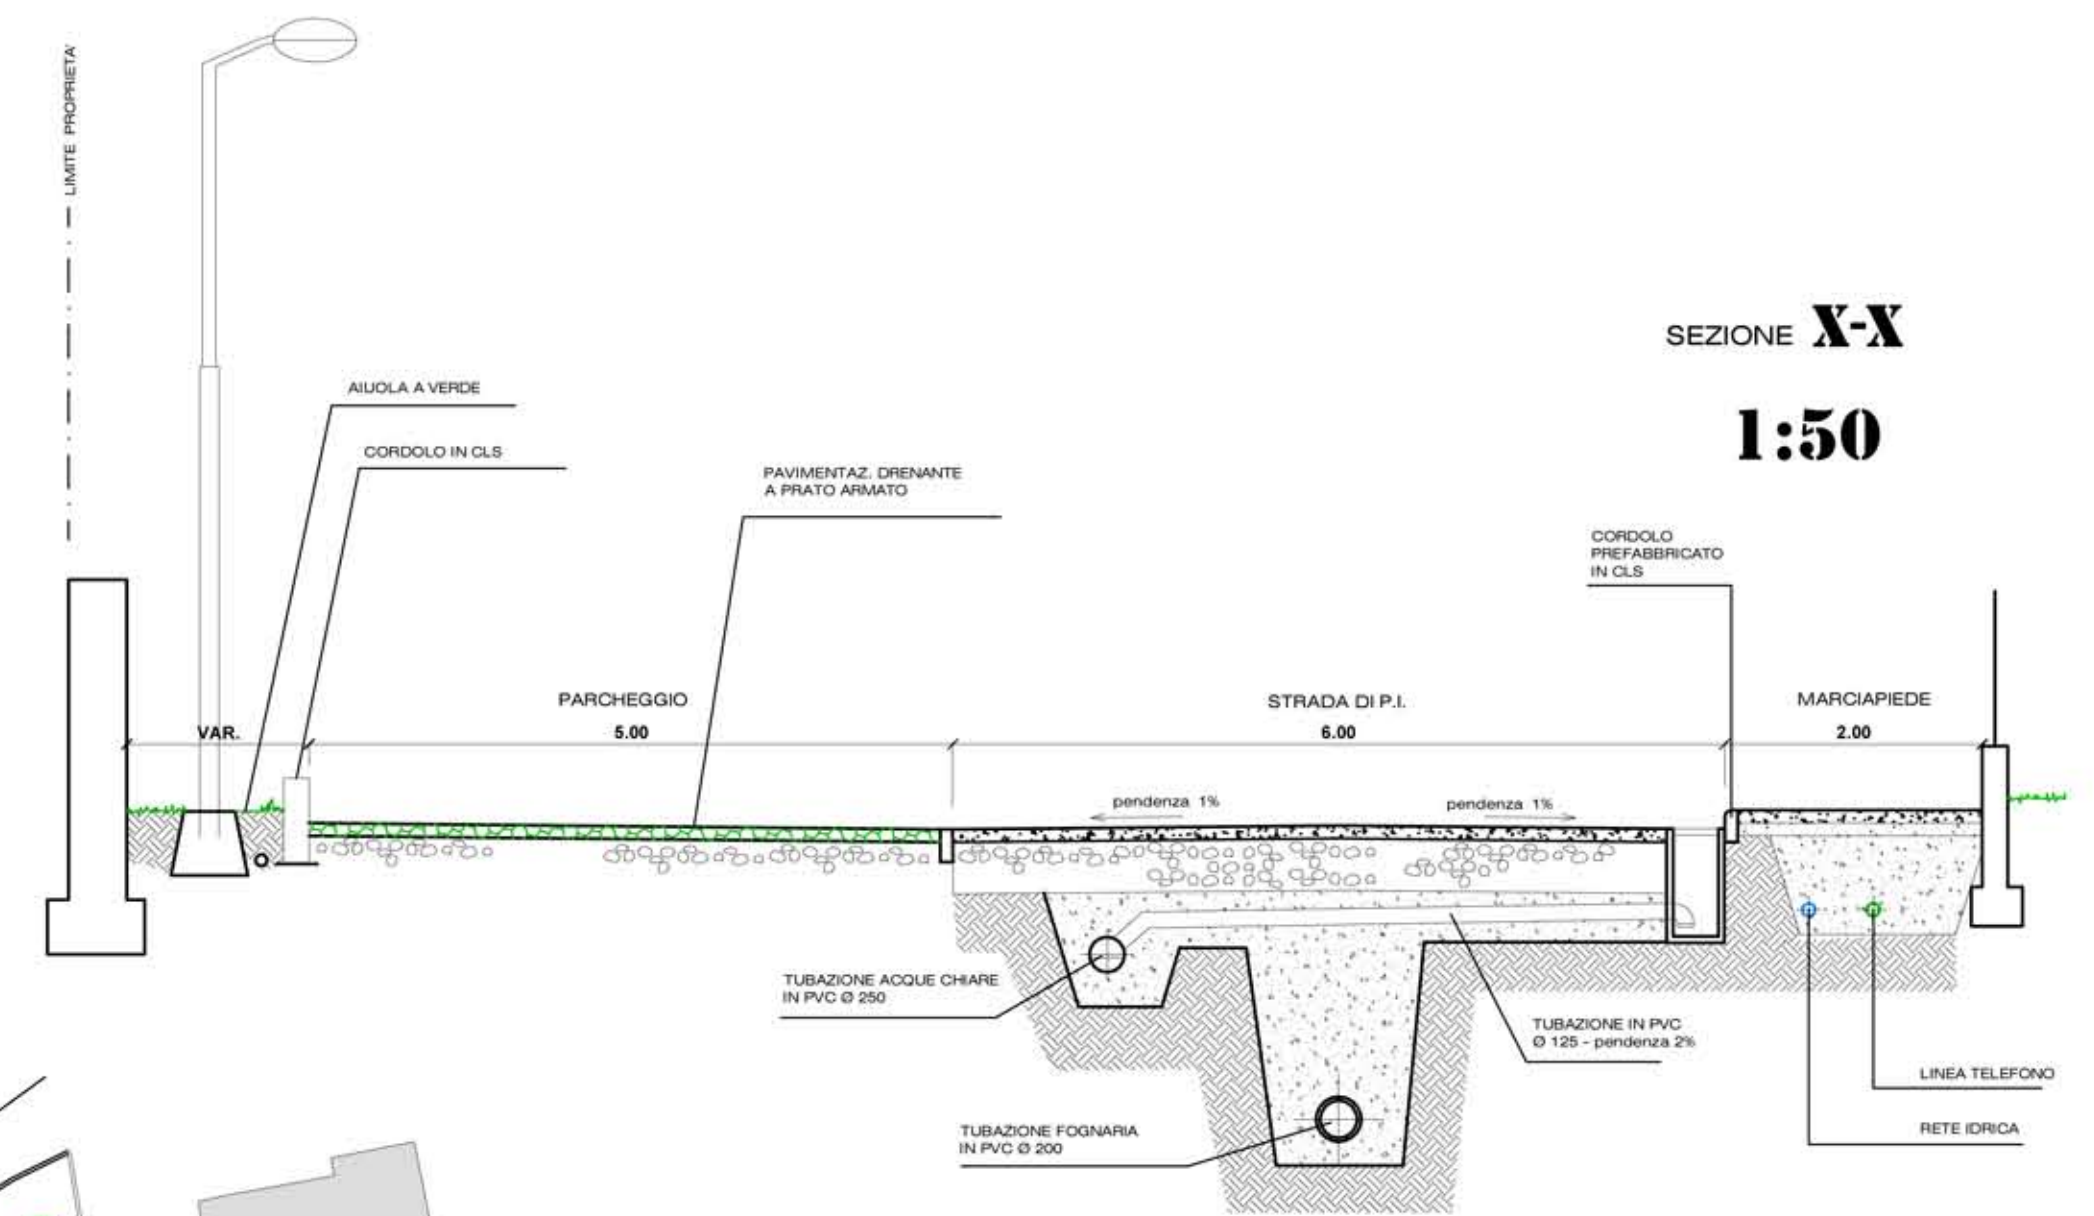 LIMITE PROPRIETA'
SEZIONE X-X
1:50
AIUOLA A VERDE
CORDOLO IN CLS
PAVIMENTAZ. DRENANTE
A PRATO ARMATO
CORDOLO
PREFABBRICATO
IN CLS
PARCHEGGIO
STRADA DI P.I.
MARCIAPIEDE
VAR.
5.00
6.00
2.00
pendenza 1%
pendenza 1%
TUBAZIONE ACQUE CHIARE
IN PVC Ø 250
TUBAZIONE IN PVC
Ø 125 - pendenza 2%
LINEA TELEFONO
TUBAZIONE FOGNARIA
IN PVC Ø 200
RETE IDRICA